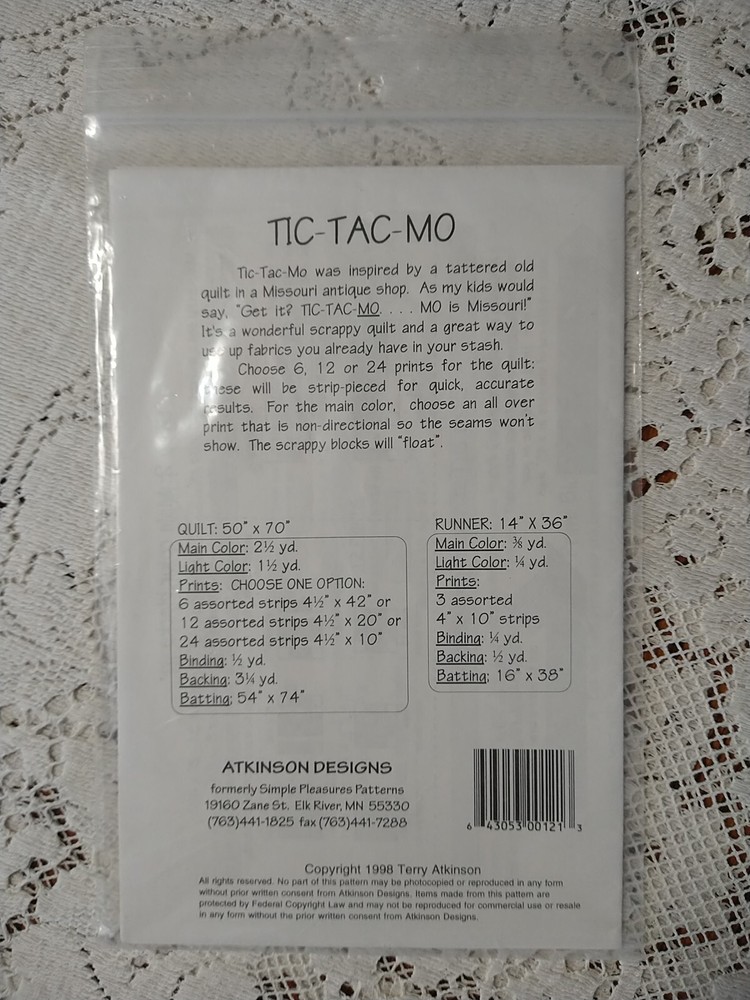 TIC-TAC-MO
Tic-Tac-Mo was inspired by a tattered old
quilt in a Missouri antique shop. As my kids would
say, "Get it? TIC-TAC-MO. . . . MO is Missouri!"
It's a wonderful scrappy quilt and a great way to
use up fabrics you already have in your stash.
Choose 6, 12 or 24 prints for the quilt:
these will be strip-pieced for quick, accurate
results. For the main color, choose an all over
print that is non-directional so the seams won't
show. The scrappy blocks will "float".
QUILT: 50" x 70"
Main Color: 2½ yd.
Light Color: 1½ yd.
Prints: CHOOSE ONE OPTION:
6 assorted strips 4½" x 42" or
12 assorted strips 4½" x 20" or
24 assorted strips 4½" x 10"
Binding: ½ yd.
Backing: 3¼ yd.
Batting: 54" x 74"
RUNNER: 14" X 36"
Main Color: ⅜ yd.
Light Color: ¼ yd.
Prints:
3 assorted
4" x 10" strips
Binding: ¼ yd.
Backing: ½ yd.
Batting: 16" x 38"
ATKINSON DESIGNS
formerly Simple Pleasures Patterns
19160 Zane St. Elk River, MN 55330
(763)441-1825 fax (763)441-7288
6 43053 00121 3
Copyright 1998 Terry Atkinson
All rights reserved. No part of this pattern may be photocopied or reproduced in any form
without prior written consent from Atkinson Designs. Items made from this pattern are
protected by Federal Copyright Law and may not be reproduced for commercial use or resale
in any form without the prior written consent from Atkinson Designs.